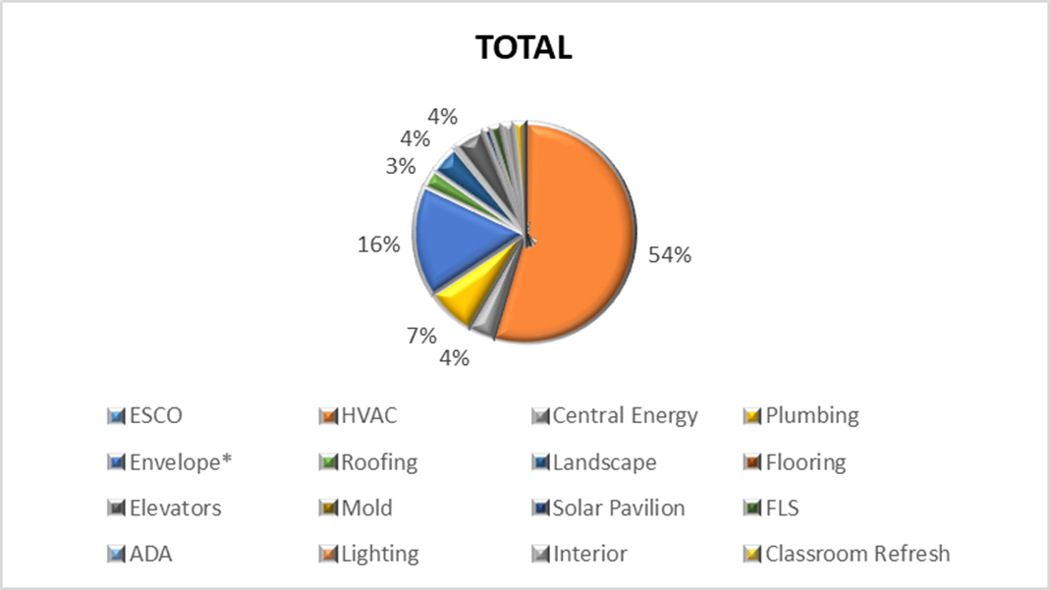 TOTAL
4%
4%
3%
16%
54%
7%
4%
ESCO HVAC Central Energy Plumbing
Envelope* Roofing Landscape Flooring
Elevators Mold Solar Pavilion FLS
ADA Lighting Interior Classroom Refresh